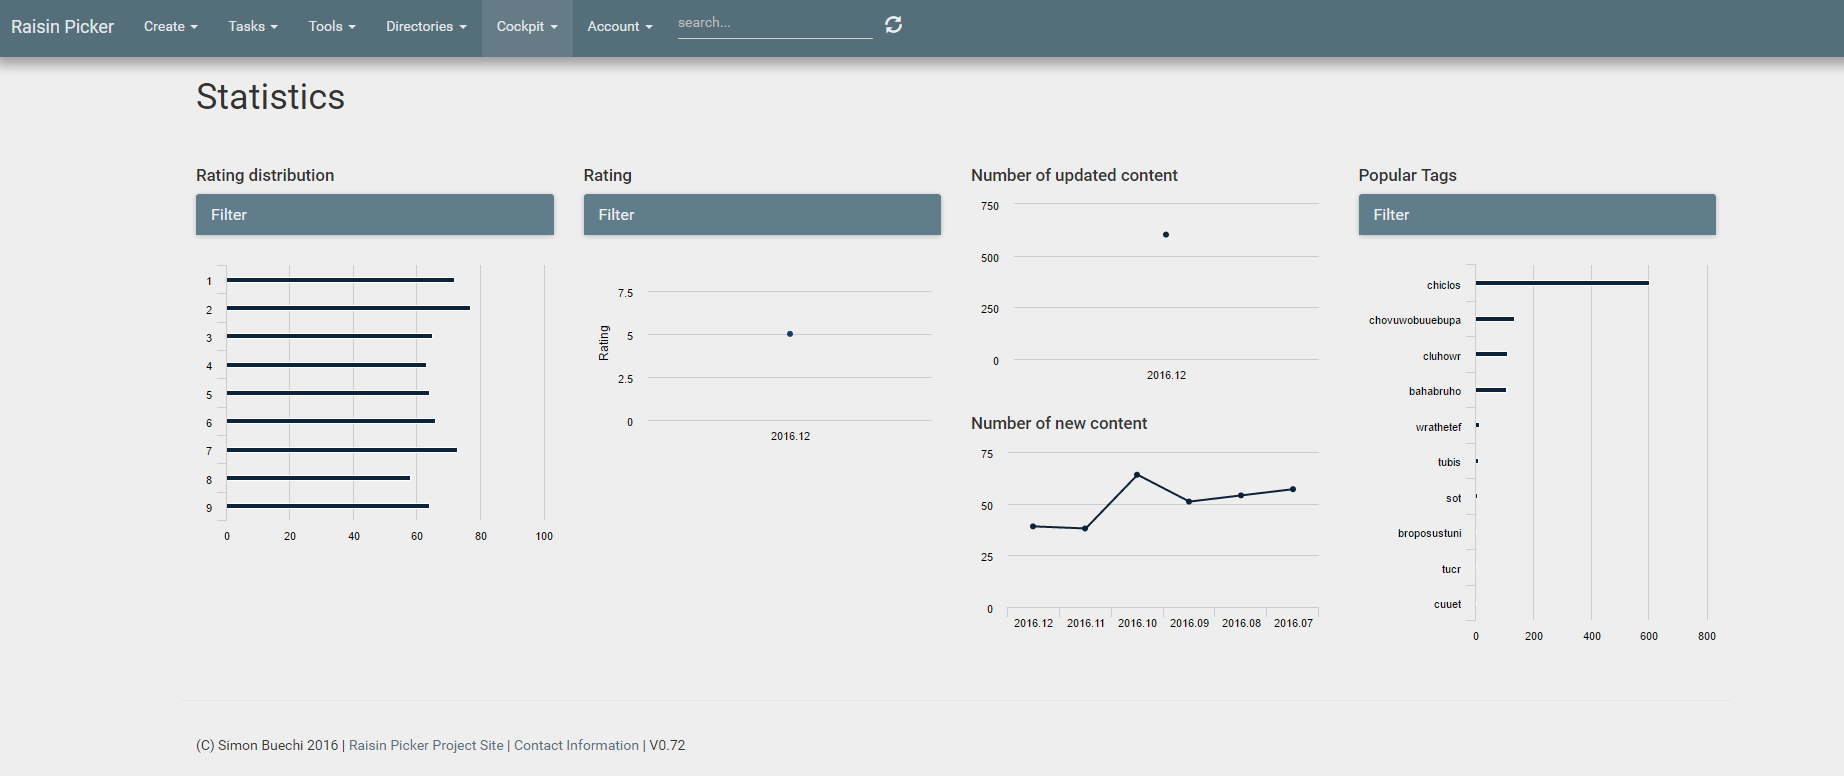 Raisin Picker Create Tasks Tools Directories Cockpit Account search...
Statistics
Rating distribution
Filter
1
2
3
4
5
6
7
8
9
0 20 40 60 80 100
Rating
Filter
Rating
7.5
5
2.5
0
2016.12
Number of updated content
750
500
250
0
2016.12
Number of new content
75
50
25
0
2016.12 2016.11 2016.10 2016.09 2016.08 2016.07
Popular Tags
Filter
chiclos
chovuwobuuebupa
cluhowr
bahabruho
wrathetef
tubis
sot
broposustuni
tucr
cuuet
0 200 400 600 800
(C) Simon Buechi 2016 | Raisin Picker Project Site | Contact Information | V0.72